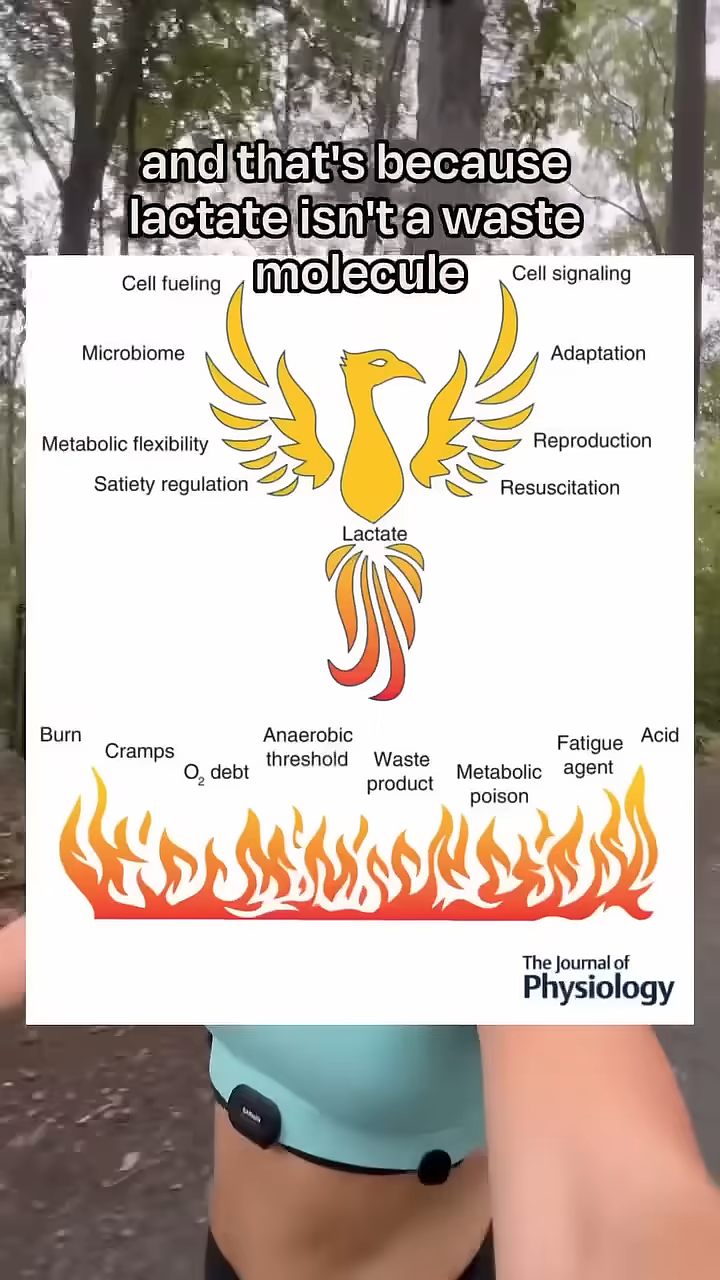 and that's because
lactate isn't a waste
molecule
Cell fueling
Cell signaling
Microbiome
Adaptation
Metabolic flexibility
Reproduction
Satiety regulation
Resuscitation
Lactate
Burn
Cramps
O₂ debt
Anaerobic
threshold
Waste
product
Metabolic
poison
Fatigue
agent
Acid
The Journal of
Physiology